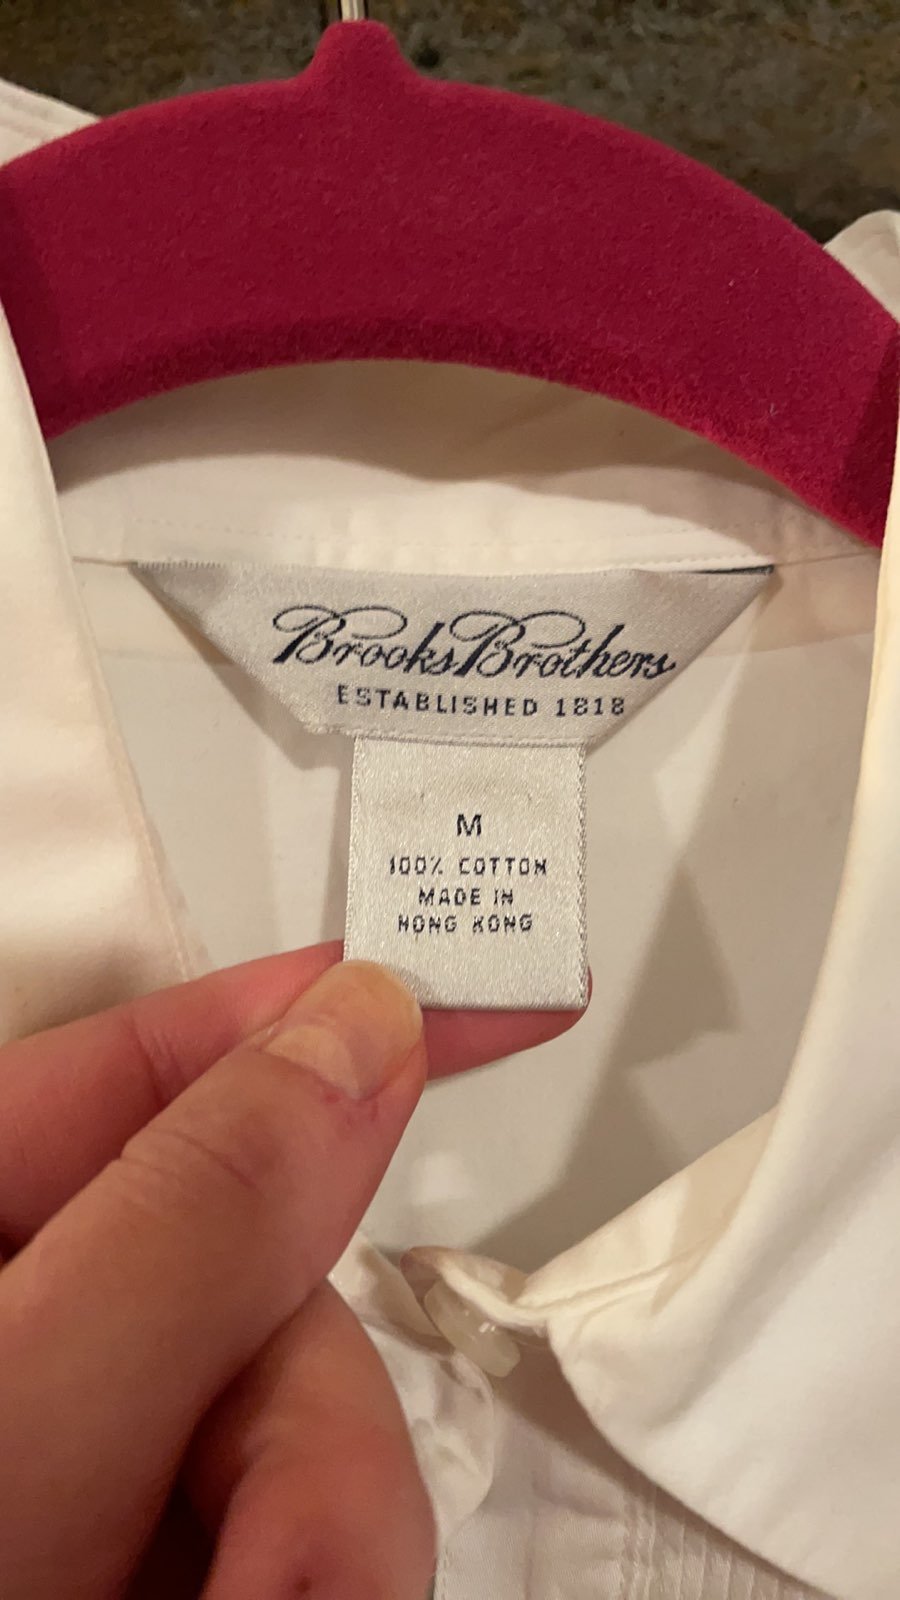 Brooks Brothers
ESTABLISHED 1818
M
100% COTTON
MADE IN
HONG KONG